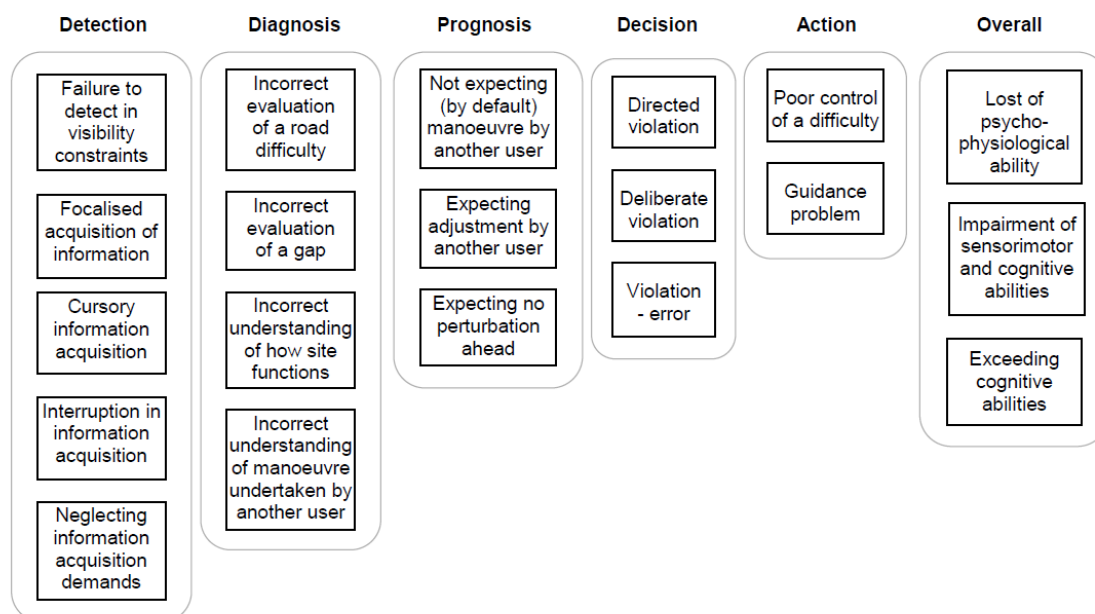 Detection
Diagnosis
Prognosis
Decision
Action
Overall
Failure to
detect in
visibility
constraints
Focalised
acquisition of
information
Cursory
information
acquisition
Interruption in
information
acquisition
Neglecting
information
acquisition
demands
Incorrect
evaluation
of a road
difficulty
Incorrect
evaluation
of a gap
Incorrect
understanding
of how site
functions
Incorrect
understanding
of manoeuvre
undertaken by
another user
Not expecting
(by default)
manoeuvre by
another user
Expecting
adjustment by
another user
Expecting no
perturbation
ahead
Directed
violation
Deliberate
violation
Violation
- error
Poor control
of a difficulty
Guidance
problem
Lost of
psycho-
physiological
ability
Impairment of
sensorimotor
and cognitive
abilities
Exceeding
cognitive
abilities